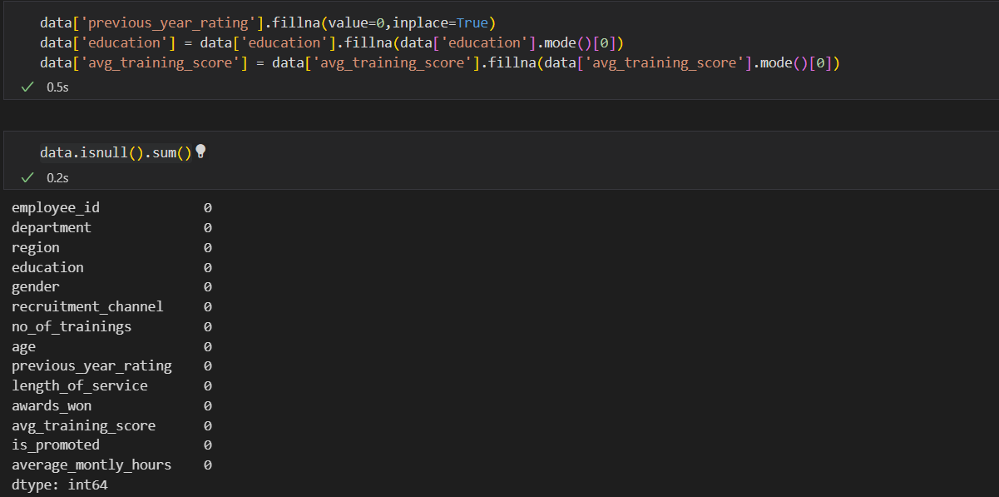 data['previous_year_rating'].fillna(value=0,inplace=True)
data['education'] = data['education'].fillna(data['education'].mode()[0])
data['avg_training_score'] = data['avg_training_score'].fillna(data['avg_training_score'].mode()[0])
0.5s
data.isnull().sum()
0.2s
employee_id 0
department 0
region 0
education 0
gender 0
recruitment_channel 0
no_of_trainings 0
age 0
previous_year_rating 0
length_of_service 0
awards_won 0
avg_training_score 0
is_promoted 0
average_montly_hours 0
dtype: int64